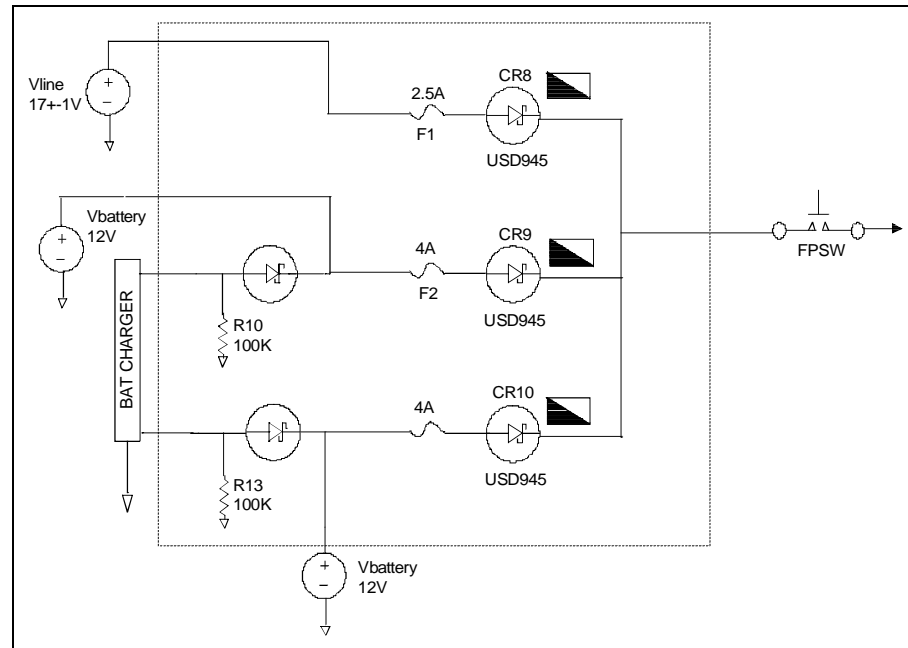 Vline
17+-1V
2.5A
F1
CR8
USD945
Vbattery
12V
4A
F2
CR9
USD945
FPSW
R10
100K
BAT CHARGER
4A
CR10
USD945
R13
100K
Vbattery
12V